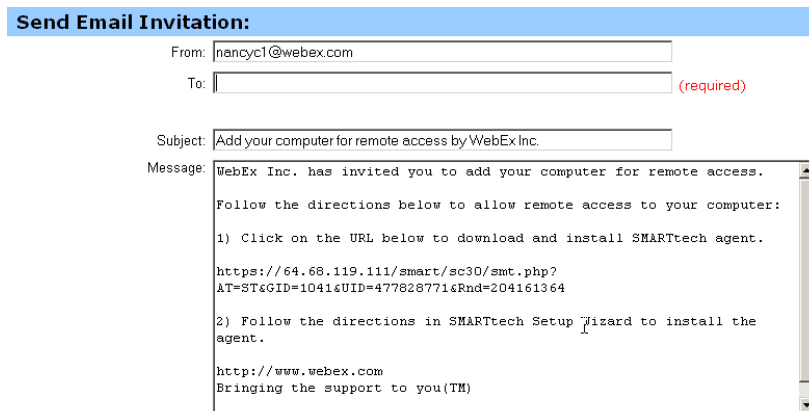 Send Email Invitation:
From: nancyc1@webex.com
To: (required)
Subject: Add your computer for remote access by WebEx Inc.
Message: WebEx Inc. has invited you to add your computer for remote access.
Follow the directions below to allow remote access to your computer:
1) Click on the URL below to download and install SMARTtech agent.
https://64.68.119.111/smart/sc30/smt.php?
AT=ST&GID=1041&UID=477828771&Rnd=204161364
2) Follow the directions in SMARTtech Setup Wizard to install the
agent.
http://www.webex.com
Bringing the support to you(TM)